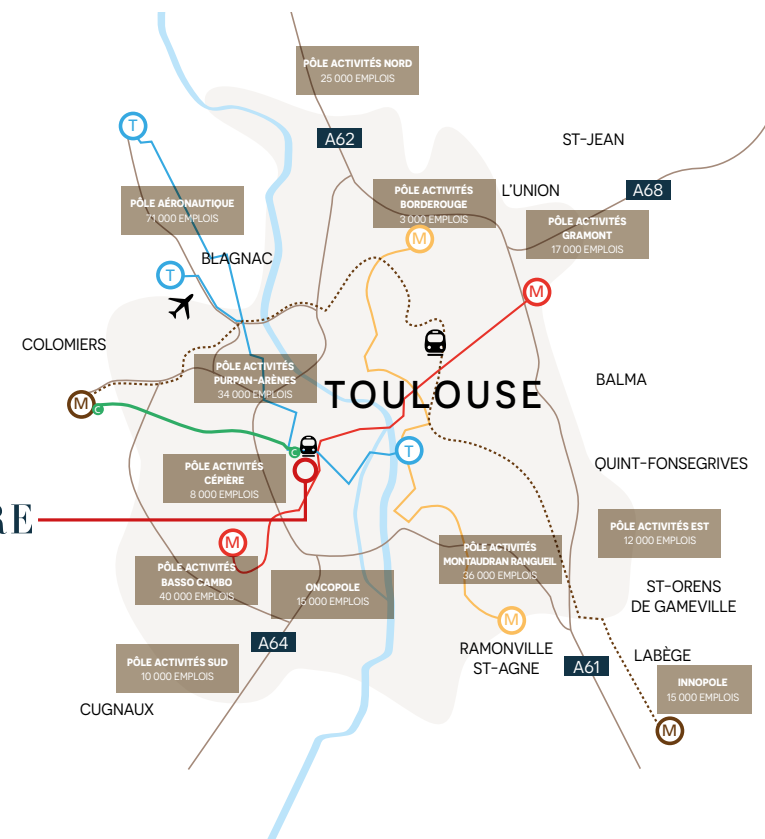 PÔLE ACTIVITÉS NORD
25 000 EMPLOIS
T
A62
ST-JEAN
PÔLE ACTIVITÉS
BORDEROUGE
3 000 EMPLOIS
L'UNION
A68
PÔLE AÉRONAUTIQUE
71 000 EMPLOIS
PÔLE ACTIVITÉS
GRAMONT
17 000 EMPLOIS
M
BLAGNAC
T
M
COLOMIERS
PÔLE ACTIVITÉS
PURPAN-ARÈNES
34 000 EMPLOIS
TOULOUSE
BALMA
M
C
T
C
PÔLE ACTIVITÉS
CÉPIÈRE
8 000 EMPLOIS
QUINT-FONSEGRIVES
RE
PÔLE ACTIVITÉS EST
12 000 EMPLOIS
M
PÔLE ACTIVITÉS
BASSO CAMBO
40 000 EMPLOIS
PÔLE ACTIVITÉS
MONTAUDRAN RANGUEIL
36 000 EMPLOIS
ONCOPOLE
15 000 EMPLOIS
ST-ORENS
DE GAMEVILLE
M
A64
RAMONVILLE
ST-AGNE
A61
LABÈGE
PÔLE ACTIVITÉS SUD
10 000 EMPLOIS
INNOPOLE
15 000 EMPLOIS
CUGNAUX
M